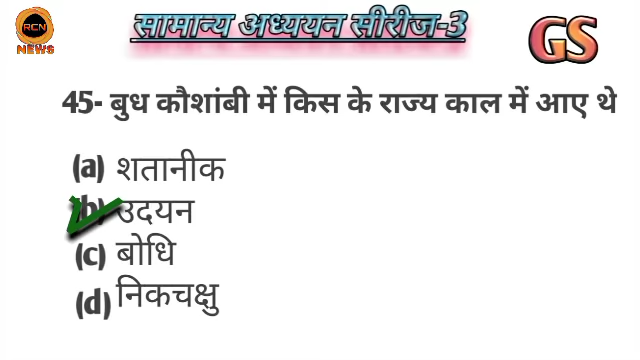 RCN
NEWS
सामान्य अध्ययन सीरीज-3
GS
45- बुध कौशांबी में किस के राज्य काल में आए थे
(a) शतानीक
(b) उदयन
(c) बोधि
(d) निकचक्षु